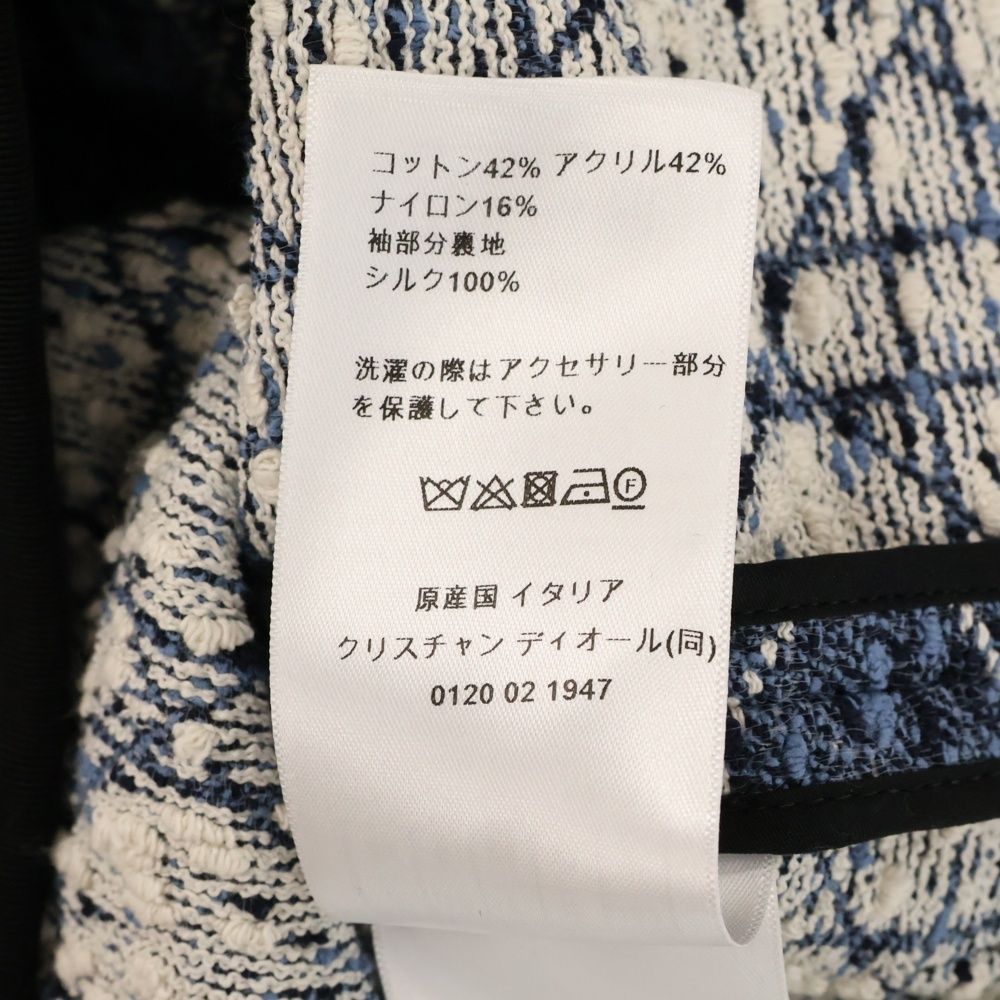 コットン42% アクリル42%
ナイロン16%
袖部分裏地
シルク100%
洗濯の際はアクセサリー部分
を保護して下さい。
F
原産国 イタリア
クリスチャン ディオール(同)
0120 02 1947